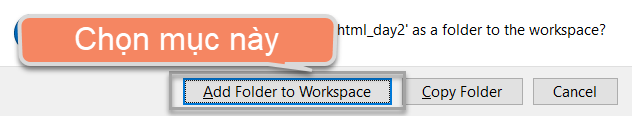 html_day2' as a folder to the workspace?
Chọn mục này
Add Folder to Workspace
Copy Folder
Cancel